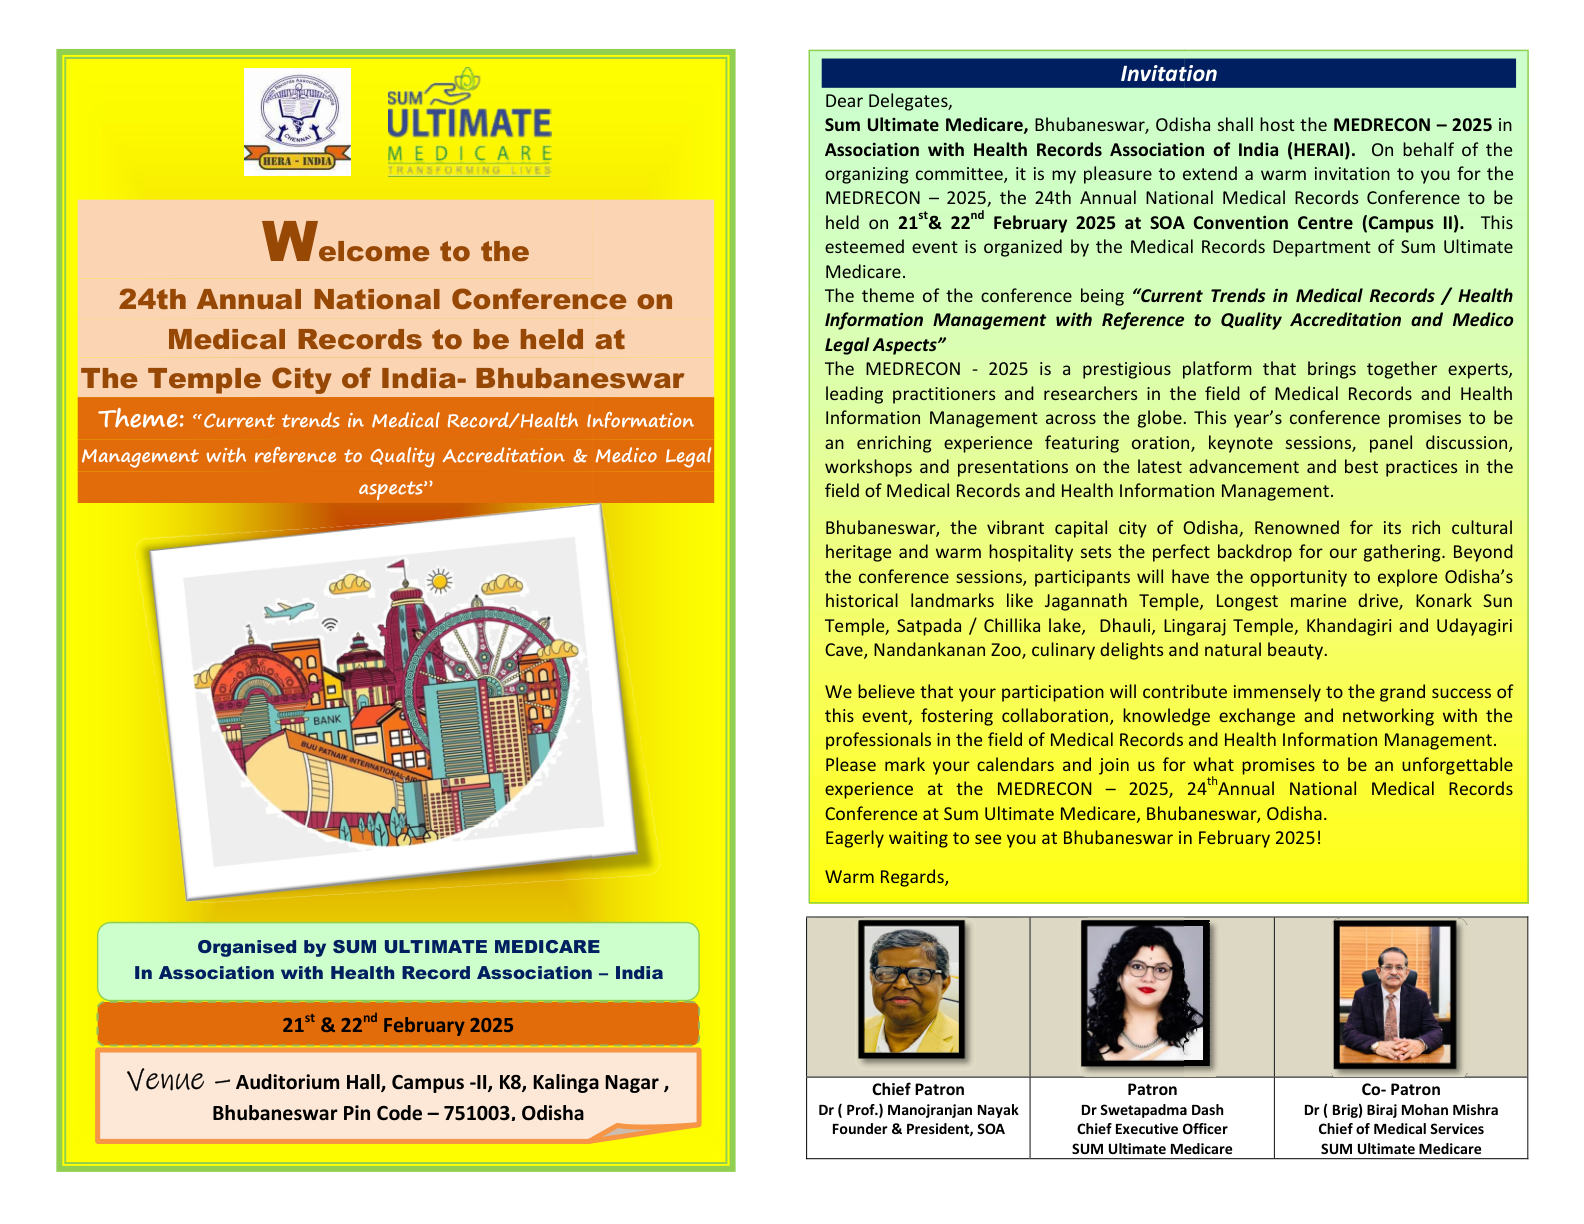 Health Records Association of India
CHENNAI
HERA - INDIA
SUM
ULTIMATE
MEDICARE
TRANSFORMING LIVES
Welcome to the
24th Annual National Conference on
Medical Records to be held at
The Temple City of India- Bhubaneswar
Theme: “Current trends in Medical Record/Health Information
Management with reference to Quality Accreditation & Medico Legal
aspects”
BANK
BIJU PATNAIK INTERNATIONAL AIR
Organised by SUM ULTIMATE MEDICARE
In Association with Health Record Association – India
21st & 22nd February 2025
Venue – Auditorium Hall, Campus -II, K8, Kalinga Nagar ,
Bhubaneswar Pin Code – 751003. Odisha
Invitation
Dear Delegates,
Sum Ultimate Medicare, Bhubaneswar, Odisha shall host the MEDRECON – 2025 in
Association with Health Records Association of India (HERAI). On behalf of the
organizing committee, it is my pleasure to extend a warm invitation to you for the
MEDRECON – 2025, the 24th Annual National Medical Records Conference to be
held on 21st& 22nd February 2025 at SOA Convention Centre (Campus II). This
esteemed event is organized by the Medical Records Department of Sum Ultimate
Medicare.
The theme of the conference being “Current Trends in Medical Records / Health
Information Management with Reference to Quality Accreditation and Medico
Legal Aspects”
The MEDRECON - 2025 is a prestigious platform that brings together experts,
leading practitioners and researchers in the field of Medical Records and Health
Information Management across the globe. This year’s conference promises to be
an enriching experience featuring oration, keynote sessions, panel discussion,
workshops and presentations on the latest advancement and best practices in the
field of Medical Records and Health Information Management.
Bhubaneswar, the vibrant capital city of Odisha, Renowned for its rich cultural
heritage and warm hospitality sets the perfect backdrop for our gathering. Beyond
the conference sessions, participants will have the opportunity to explore Odisha’s
historical landmarks like Jagannath Temple, Longest marine drive, Konark Sun
Temple, Satpada / Chillika lake, Dhauli, Lingaraj Temple, Khandagiri and Udayagiri
Cave, Nandankanan Zoo, culinary delights and natural beauty.
We believe that your participation will contribute immensely to the grand success of
this event, fostering collaboration, knowledge exchange and networking with the
professionals in the field of Medical Records and Health Information Management.
Please mark your calendars and join us for what promises to be an unforgettable
experience at the MEDRECON – 2025, 24thAnnual National Medical Records
Conference at Sum Ultimate Medicare, Bhubaneswar, Odisha.
Eagerly waiting to see you at Bhubaneswar in February 2025!
Warm Regards,
Chief Patron
Dr ( Prof.) Manojranjan Nayak
Founder & President, SOA
Patron
Dr Swetapadma Dash
Chief Executive Officer
SUM Ultimate Medicare
Co- Patron
Dr ( Brig) Biraj Mohan Mishra
Chief of Medical Services
SUM Ultimate Medicare